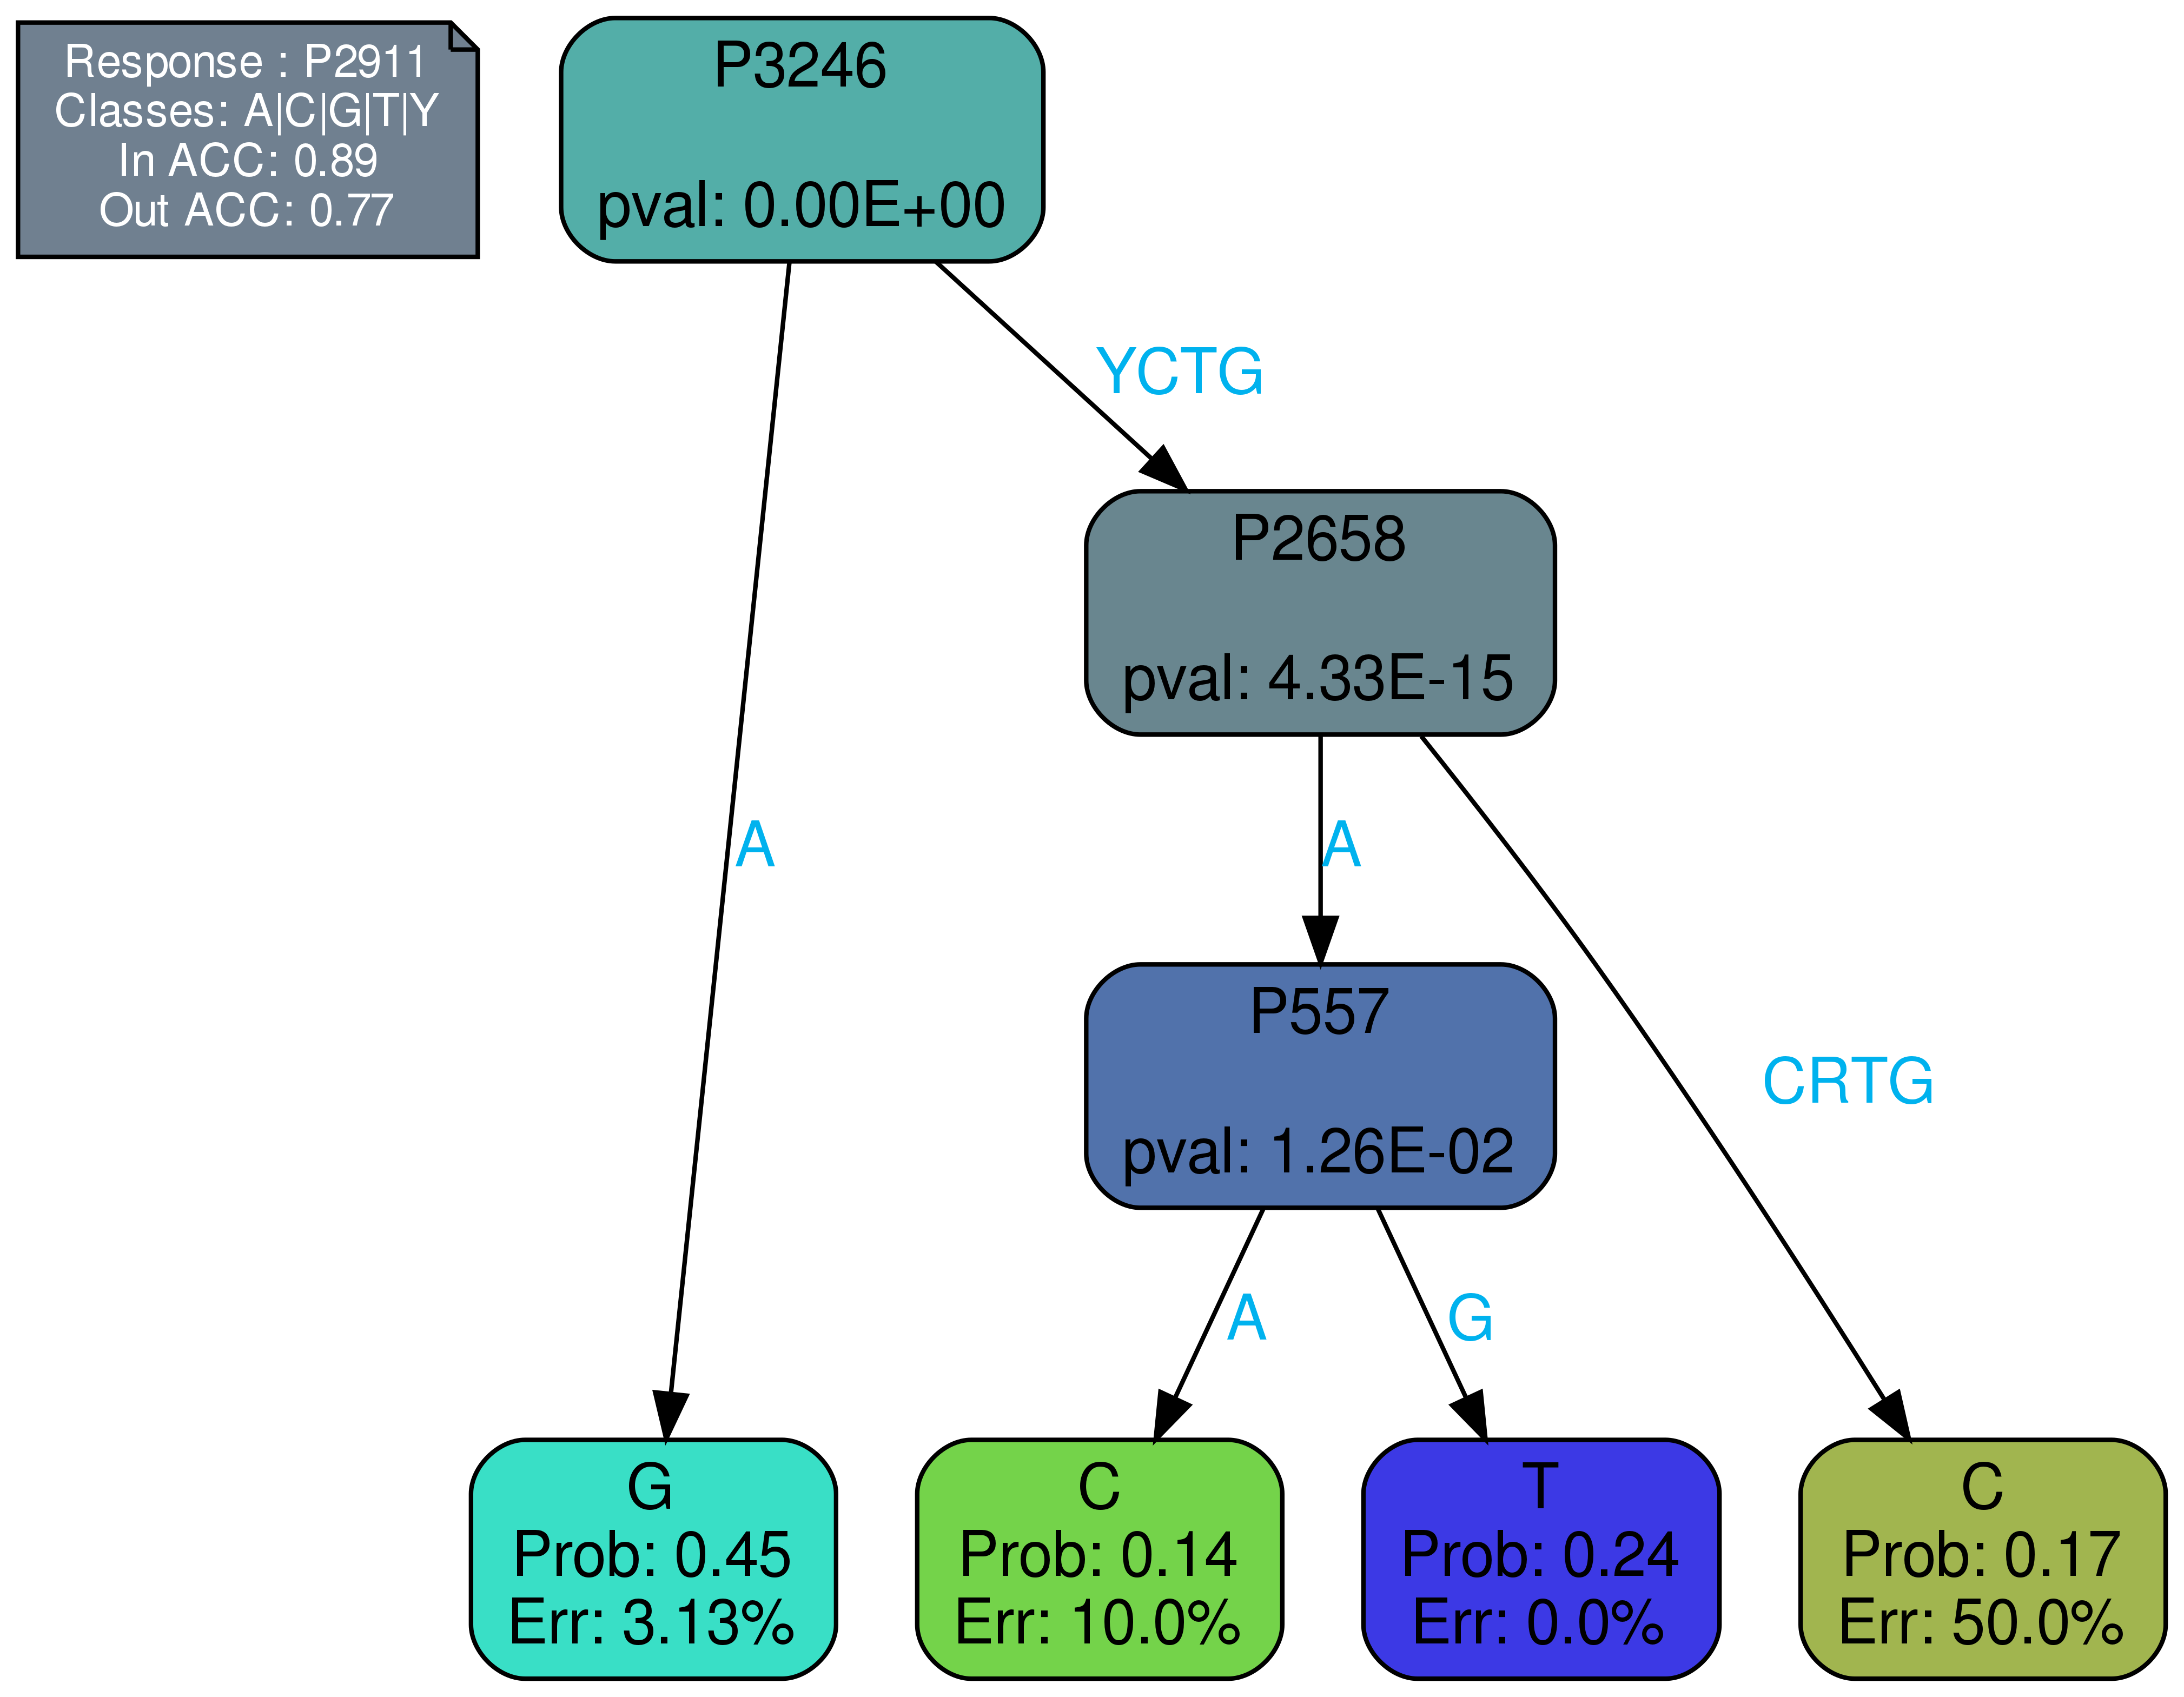 Response : P2911
Classes: A|C|G|T|Y
In ACC: 0.89
Out ACC: 0.77
P3246
pval: 0.00E+00
YCTG
P2658
pval: 4.33E-15
A
A
P557
pval: 1.26E-02
CRTG
A
G
G
Prob: 0.45
Err: 3.13%
C
Prob: 0.14
Err: 10.0%
T
Prob: 0.24
Err: 0.0%
C
Prob: 0.17
Err: 50.0%